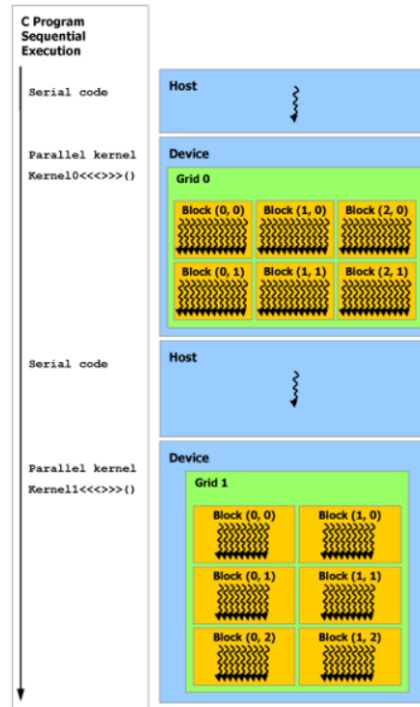 C Program
Sequential
Execution
Serial code
Host
Parallel kernel
Kernel0<<<>>>()
Device
Grid 0
Block (0, 0)
Block (1, 0)
Block (2, 0)
Block (0, 1)
Block (1, 1)
Block (2, 1)
Serial code
Host
Parallel kernel
Kernel1<<<>>>()
Device
Grid 1
Block (0, 0)
Block (1, 0)
Block (0, 1)
Block (1, 1)
Block (0, 2)
Block (1, 2)